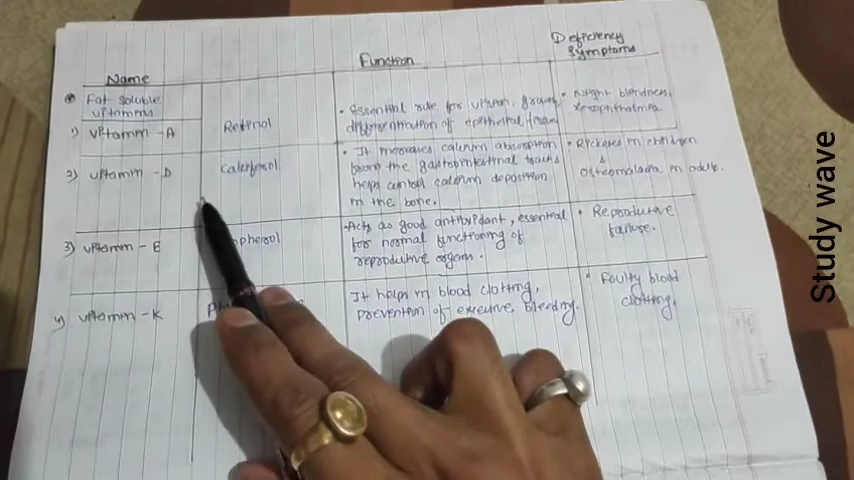 Name
Function
Deficiency
Symptoms
Fat soluble
vitamins
1) vitamin - A
Retinol
• Essential role for vision, growth,
differentiation of epithelial
• Night blindness,
xerophthalmia
2) vitamin - D
Calciferol
• It increases calcium absorption
from the gastrointestinal tracts
helps control calcium deposition
in the bone.
• Rickets in children
&
osteomalacia in adult.
3) vitamin - E
pherol
• Acts as good antioxidant, essential
for normal functioning of
reproductive organs.
• Reproductive
failure.
4) vitamin - K
It helps in blood clotting,
prevention of excessive bleeding.
• Faulty blood
clotting.
Study wave